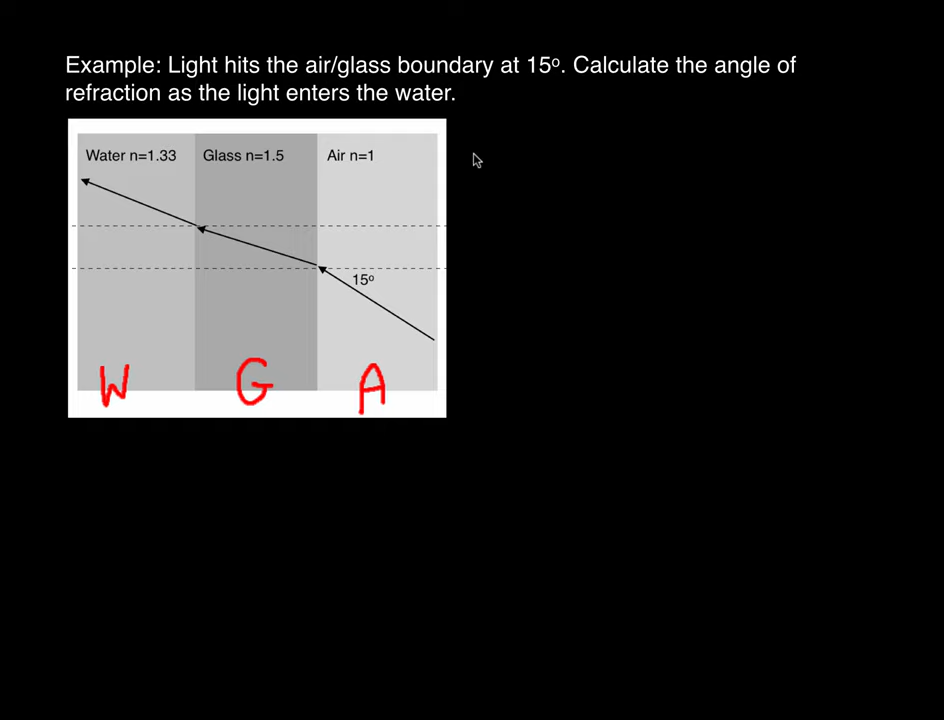 Example: Light hits the air/glass boundary at 15º. Calculate the angle of
refraction as the light enters the water.
Water n=1.33 Glass n=1.5 Air n=1
15º
W G A